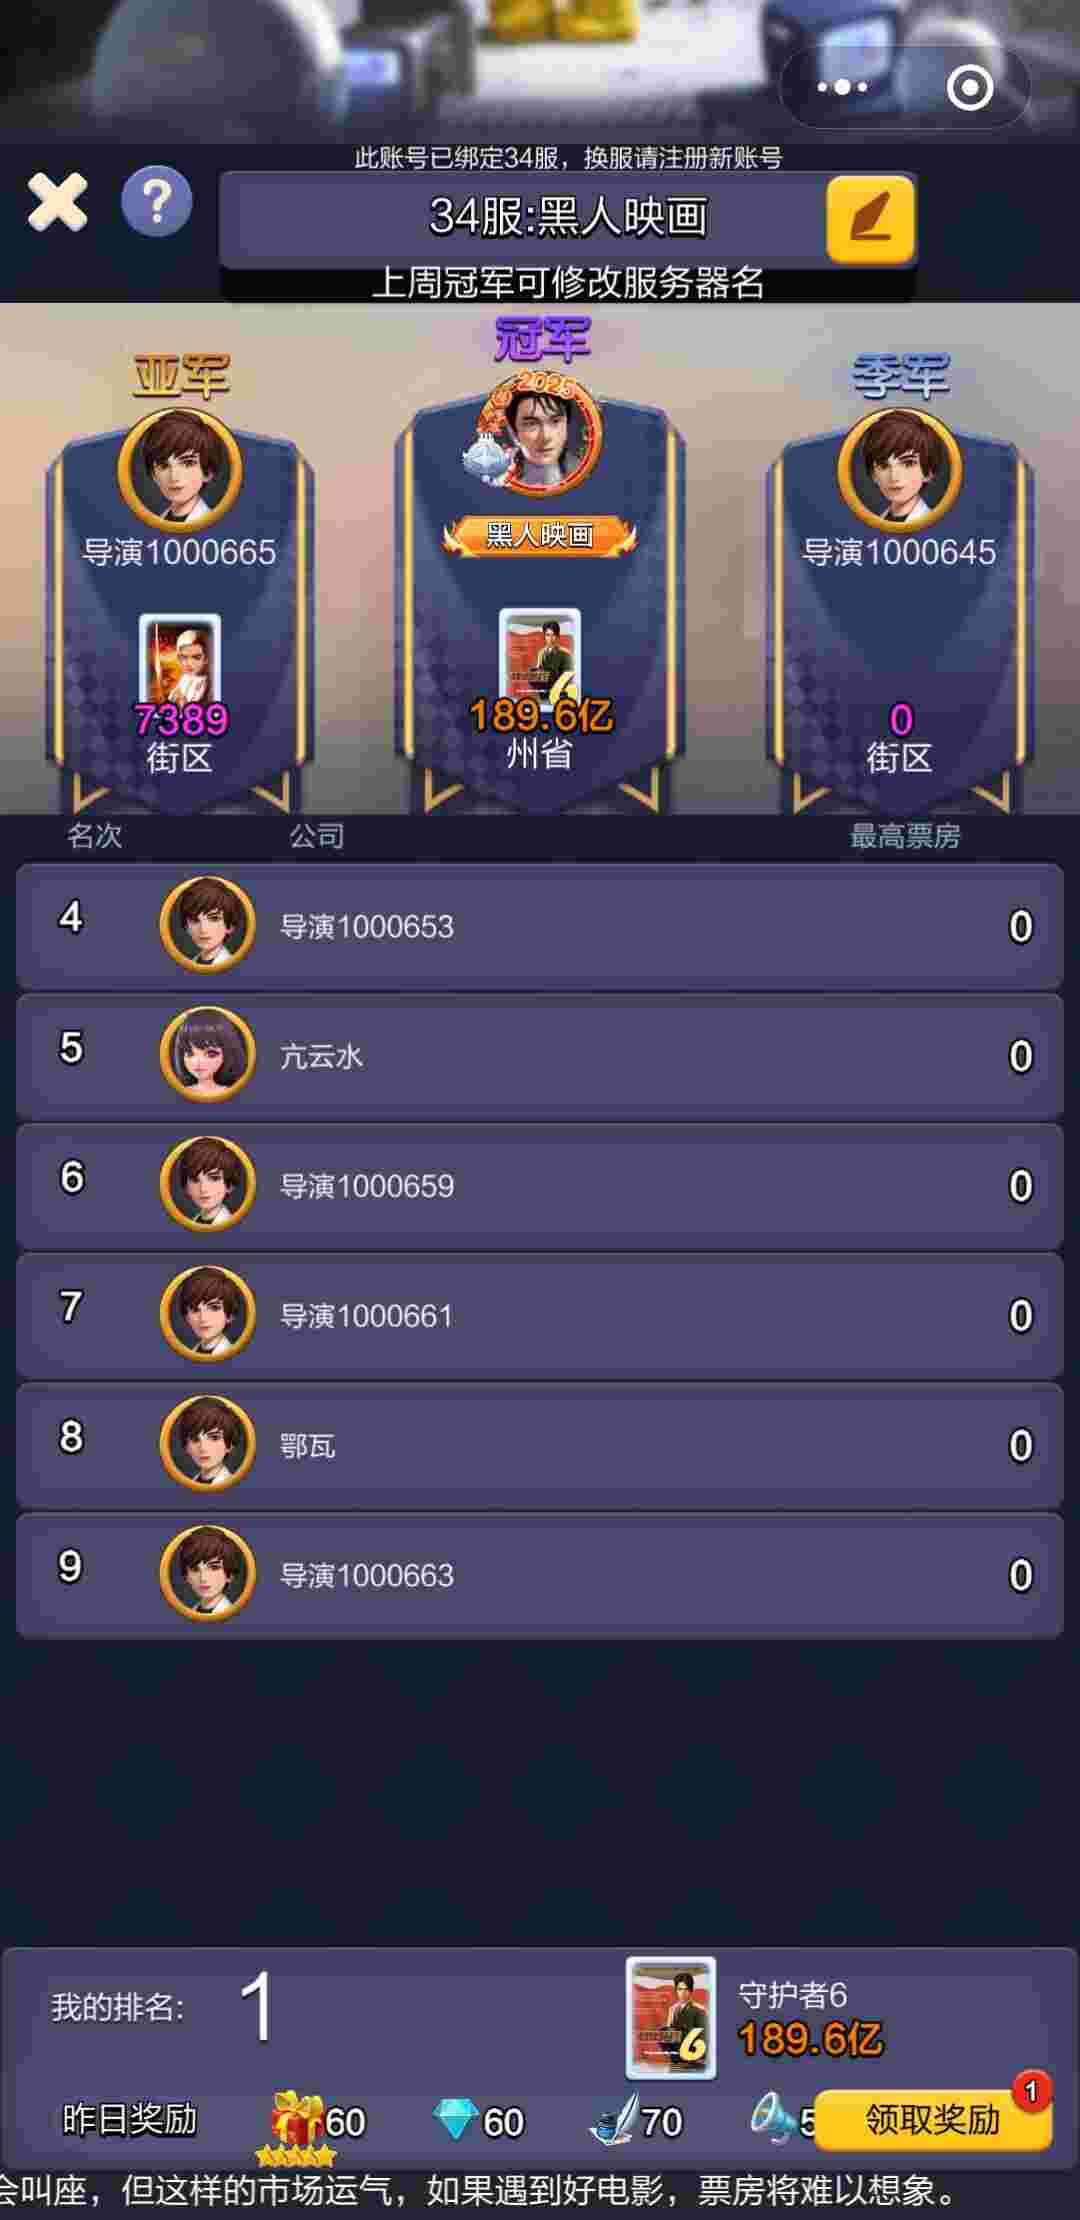 此账号已绑定34服，换服请注册新账号
34服:黑人映画
上周冠军可修改服务器名
亚军
冠军
季军
2025
导演1000665
黑人映画
导演1000645
6
7389
189.6亿
0
街区
州省
街区
名次 公司 最高票房
4 导演1000653 0
5 亢云水 0
6 导演1000659 0
7 导演1000661 0
8 鄂瓦 0
9 导演1000663 0
我的排名: 1
6
守护者6
189.6亿
1
昨日奖励 60 60 70 5 领取奖励
会叫座，但这样的市场运气，如果遇到好电影，票房将难以想象。